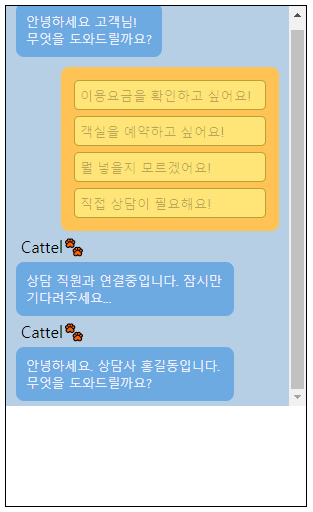 안녕하세요 고객님!
무엇을 도와드릴까요?
이용요금을 확인하고 싶어요!
객실을 예약하고 싶어요!
뭘 넣을지 모르겠어요!
직접 상담이 필요해요!
Cattel🐾
상담 직원과 연결중입니다. 잠시만
기다려주세요...
Cattel🐾
안녕하세요. 상담사 홍길동입니다.
무엇을 도와드릴까요?